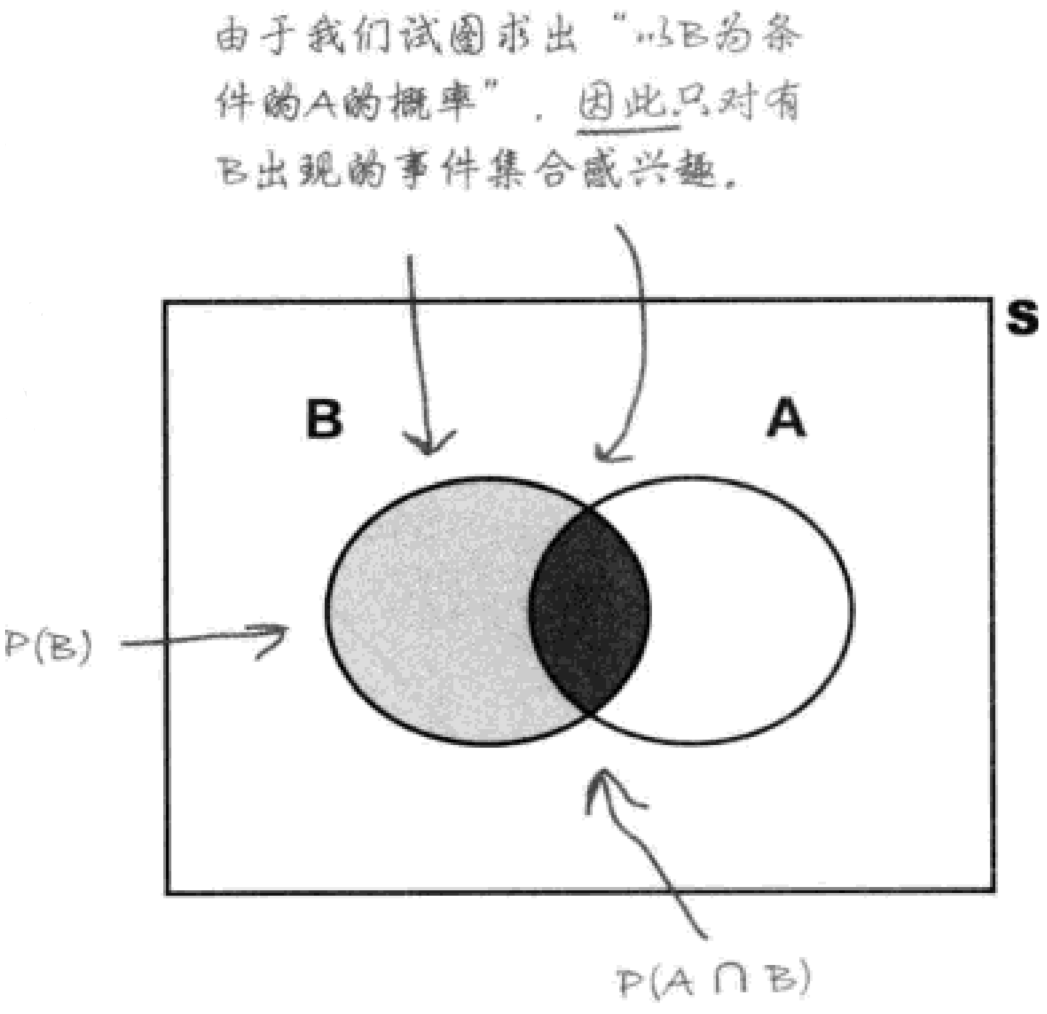 由于我们试图求出“以B为条
件的A的概率”，因此只对有
B出现的事件集合感兴趣。
S
B
A
P(B)
P(A ∩ B)